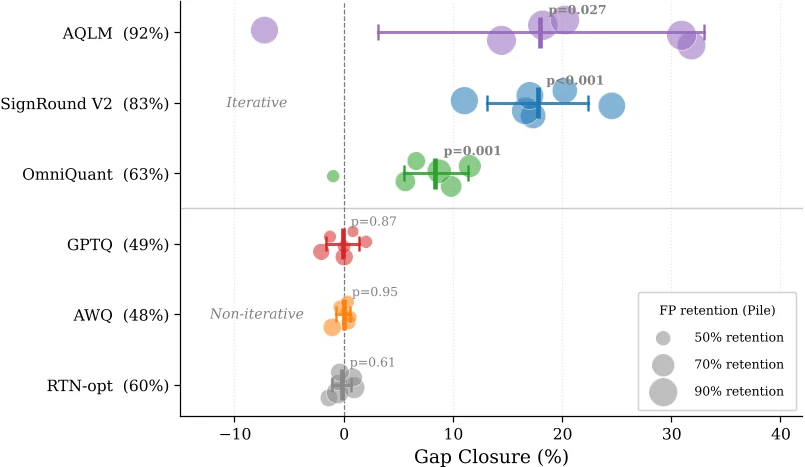 AQLM (92%)
p=0.027
SignRound V2 (83%)
Iterative
p<0.001
OmniQuant (63%)
p=0.001
GPTQ (49%)
p=0.87
AWQ (48%)
Non-iterative
p=0.95
RTN-opt (60%)
p=0.61
FP retention (Pile)
50% retention
70% retention
90% retention
−10 0 10 20 30 40
Gap Closure (%)